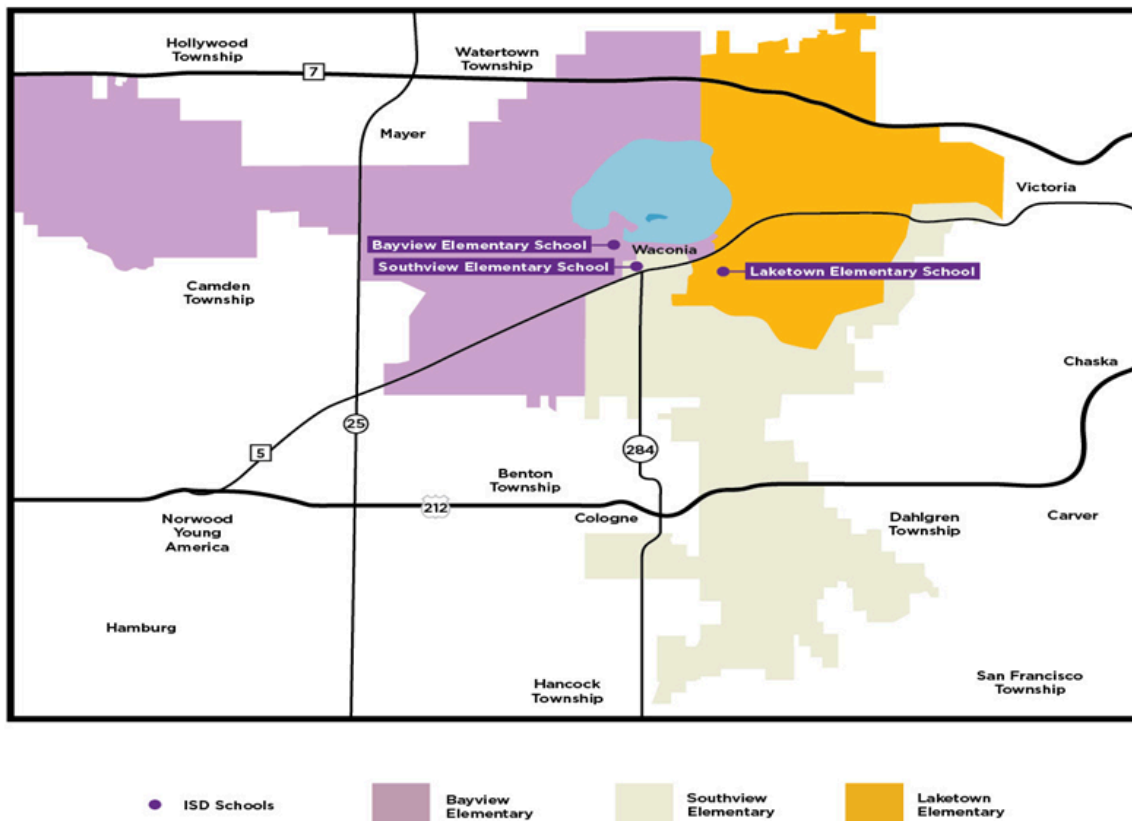 Hollywood
Township
Watertown
Township
7
Mayer
Victoria
Bayview Elementary School
Waconia
Southview Elementary School
Laketown Elementary School
Camden
Township
Chaska
25
5
284
Benton
Township
212
Norwood
Young
America
Cologne
Dahlgren
Township
Carver
Hamburg
Hancock
Township
San Francisco
Township
ISD Schools
Bayview
Elementary
Southview
Elementary
Laketown
Elementary